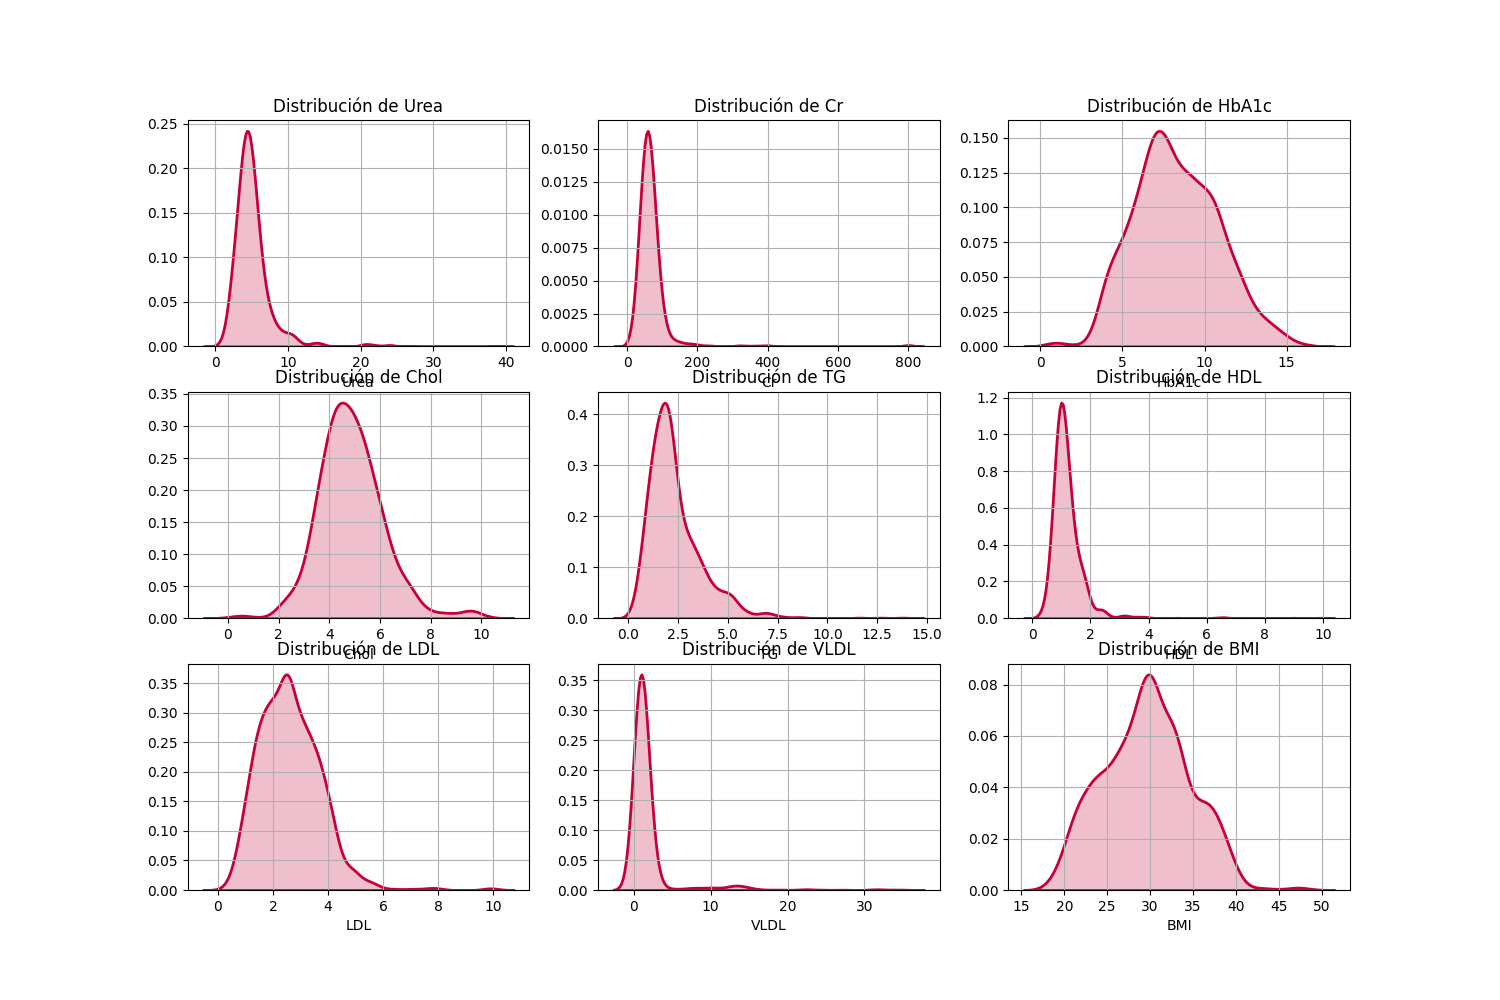 Distribución de Urea
0.25
0.20
0.15
0.10
0.05
0.00
0 10 20 30 40
Urea
Distribución de Cr
0.0150
0.0125
0.0100
0.0075
0.0050
0.0025
0.0000
0 200 400 600 800
Cr
Distribución de HbA1c
0.150
0.125
0.100
0.075
0.050
0.025
0.000
0 5 10 15
HbA1c
Distribución de Chol
0.35
0.30
0.25
0.20
0.15
0.10
0.05
0.00
0 2 4 6 8 10
Chol
Distribución de TG
0.4
0.3
0.2
0.1
0.0
0.0 2.5 5.0 7.5 10.0 12.5 15.0
TG
Distribución de HDL
1.2
1.0
0.8
0.6
0.4
0.2
0.0
0 2 4 6 8 10
HDL
Distribución de LDL
0.35
0.30
0.25
0.20
0.15
0.10
0.05
0.00
0 2 4 6 8 10
LDL
Distribución de VLDL
0.35
0.30
0.25
0.20
0.15
0.10
0.05
0.00
0 10 20 30
VLDL
Distribución de BMI
0.08
0.06
0.04
0.02
0.00
15 20 25 30 35 40 45 50
BMI